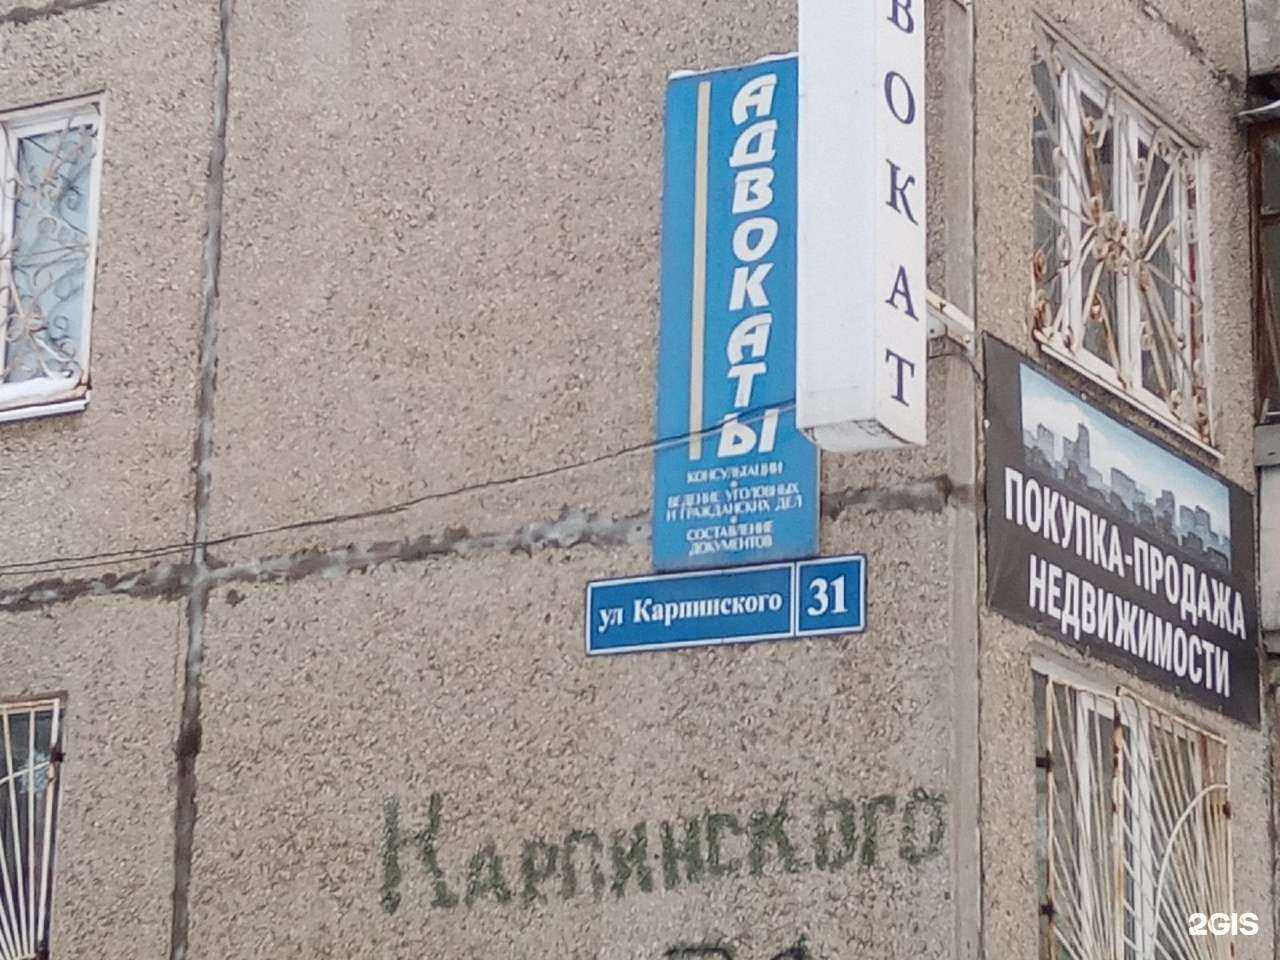 ВОКАТ
АДВОКАТЫ
КОНСУЛЬТАЦИИ
ВЕДЕНИЕ УГОЛОВНЫХ
И ГРАЖДАНСКИХ ДЕЛ
СОСТАВЛЕНИЕ
ДОКУМЕНТОВ
ул Карпинского 31
ПОКУПКА-ПРОДАЖА
НЕДВИЖИМОСТИ
КАРПИНСКОГО
2GIS